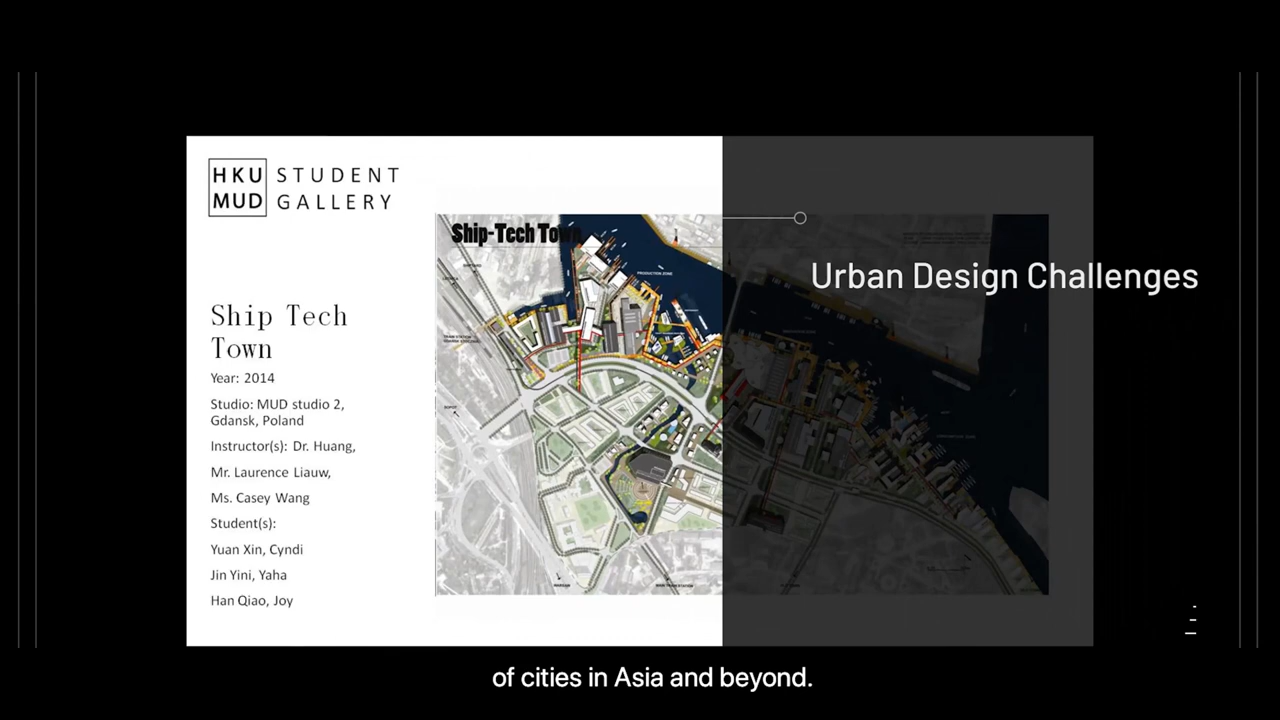 HKU STUDENT
MUD GALLERY
Ship-Tech Town
PRODUCTION ZONE
Urban Design Challenges
Ship Tech
Town
Year: 2014
Studio: MUD studio 2,
Gdansk, Poland
Instructor(s): Dr. Huang,
Mr. Laurence Liauw,
Ms. Casey Wang
Student(s):
Yuan Xin, Cyndi
Jin Yini, Yaha
Han Qiao, Joy
of cities in Asia and beyond.